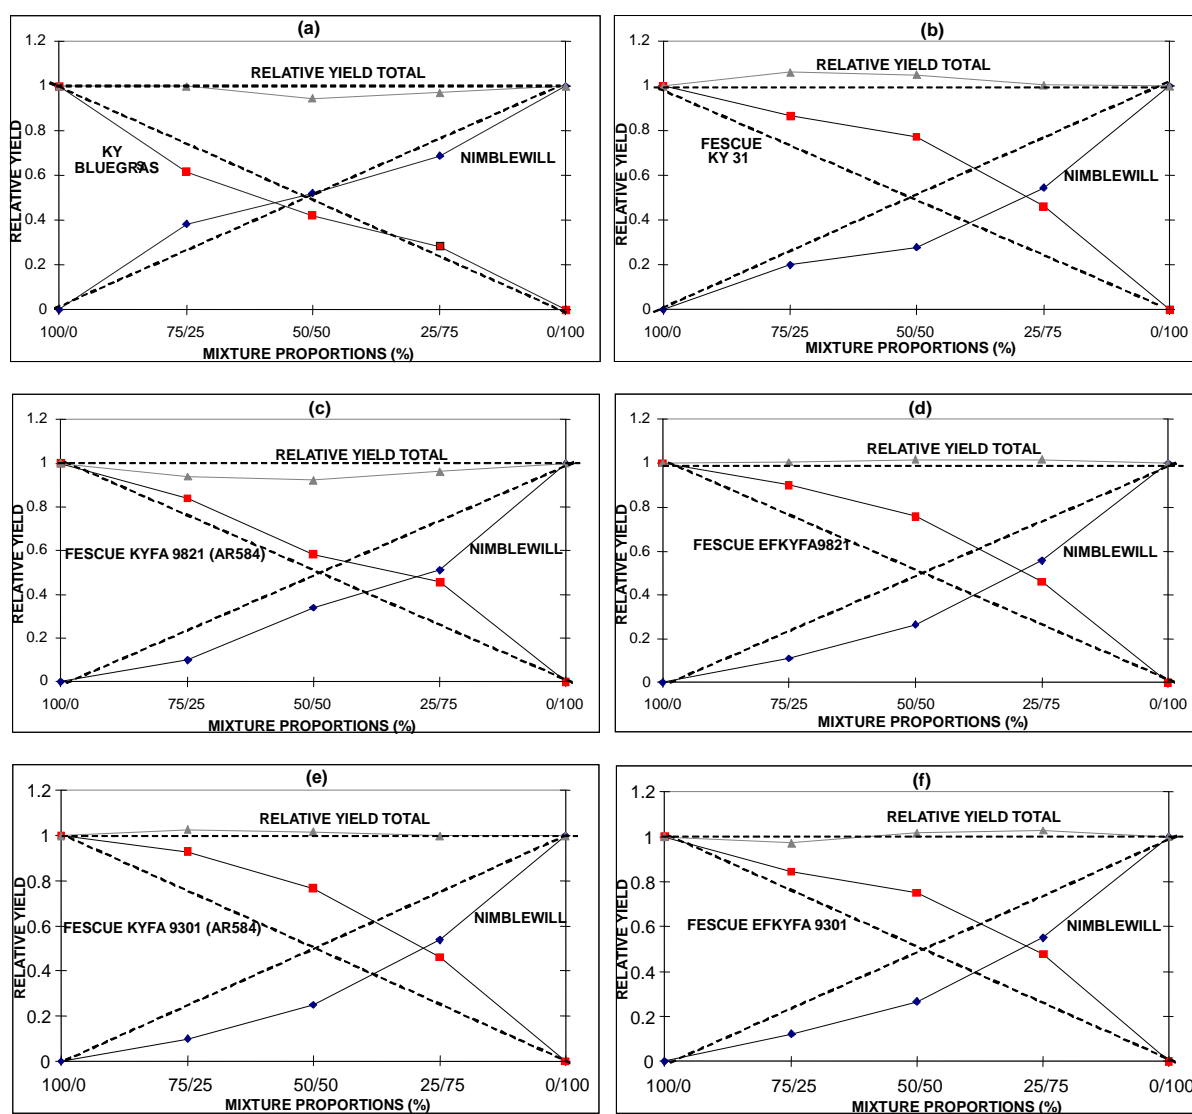 (a)
1.2
RELATIVE YIELD TOTAL
1
0.8
KY
BLUEGRAS
S
NIMBLEWILL
0.6
0.4
0.2
0
RELATIVE YIELD
100/0 75/25 50/50 25/75 0/100
MIXTURE PROPORTIONS (%)
(b)
1.2
RELATIVE YIELD TOTAL
1
0.8
FESCUE
KY 31
NIMBLEWILL
0.6
0.4
0.2
0
RELATIVE YIELD
100/0 75/25 50/50 25/75 0/100
MIXTURE PROPORTIONS (%)
(c)
1.2
RELATIVE YIELD TOTAL
1
0.8
FESCUE KYFA 9821 (AR584)
NIMBLEWILL
0.6
0.4
0.2
0
RELATIVE YIELD
100/0 75/25 50/50 25/75 0/100
MIXTURE PROPORTIONS (%)
(d)
1.2
RELATIVE YIELD TOTAL
1
0.8
FESCUE EFKYFA9821
NIMBLEWILL
0.6
0.4
0.2
0
RELATIVE YIELD
100/0 75/25 50/50 25/75 0/100
MIXTURE PROPORTIONS (%)
(e)
1.2
RELATIVE YIELD TOTAL
1
0.8
FESCUE KYFA 9301 (AR584)
NIMBLEWILL
0.6
0.4
0.2
0
RELATIVE YIELD
100/0 75/25 50/50 25/75 0/100
MIXTURE PROPORTIONS (%)
(f)
1.2
RELATIVE YIELD TOTAL
1
0.8
FESCUE EFKYFA 9301
NIMBLEWILL
0.6
0.4
0.2
0
RELATIVE YIELD
100/0 75/25 50/50 25/75 0/100
MIXTURE PROPORTIONS (%)